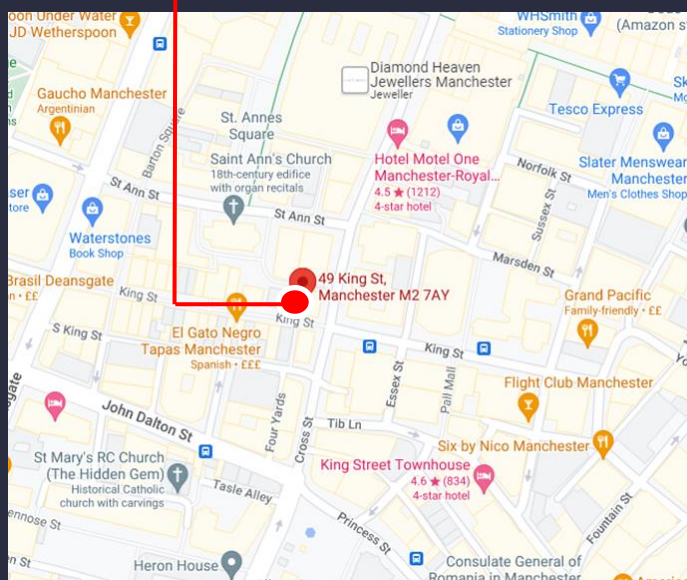 oon Under Water
JD Wetherspoon
WHSmith
Stationery Shop
(Amazon s
Diamond Heaven
Jewellers Manchester
Jeweller
Gaucho Manchester
Argentinian
Tesco Express
Barton Square
St. Annes
Square
Saint Ann's Church
18th-century edifice
with organ recitals
Hotel Motel One
Manchester-Royal...
4.5 ★ (1212)
4-star hotel
Norfolk St
Slater Menswear
Manchester
Men's Clothes Shop
St Ann St
St Ann St
Sussex St
Waterstones
Book Shop
Marsden St
Brasil Deansgate
49 King St,
Manchester M2 7AY
King St
King St
Grand Pacific
Family-friendly • ££
S King St
El Gato Negro
Tapas Manchester
Spanish • £££
King St
Essex St
Pall Mall
Flight Club Manchester
John Dalton St
Four Yards
Cross St
Tib Ln
Six by Nico Manchester
St Mary's RC Church
(The Hidden Gem)
Historical Catholic
church with carvings
King Street Townhouse
4.6 ★ (834)
4-star hotel
Tasle Alley
Princess St
Fountain St
Heron House
Consulate General of
Romania in Manchester